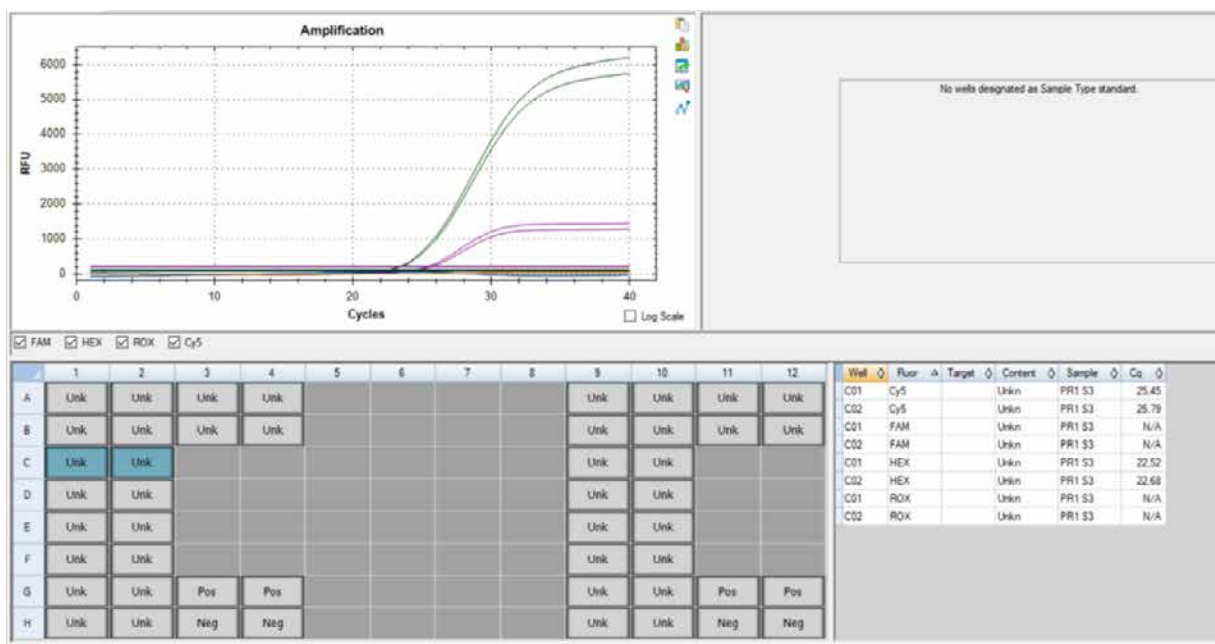 Amplification
6000
5000
4000
3000
2000
1000
0
RFU
0 10 20 30 40
Cycles
Log Scale
No wells designated as Sample Type standard.
FAM HEX ROX Cy5
1 2 3 4 5 6 7 8 9 10 11 12
A Unk Unk Unk Unk Unk Unk Unk Unk
B Unk Unk Unk Unk Unk Unk Unk Unk
C Unk Unk Unk Unk
D Unk Unk Unk Unk
E Unk Unk Unk Unk
F Unk Unk Unk Unk
G Unk Unk Pos Pos Unk Unk Pos Pos
H Unk Unk Neg Neg Unk Unk Neg Neg
Well Fluor Target Content Sample Cq
C01 Cy5 Unkn PR1 S3 25,45
C02 Cy5 Unkn PR1 S3 25,79
C01 FAM Unkn PR1 S3 N/A
C02 FAM Unkn PR1 S3 N/A
C01 HEX Unkn PR1 S3 22,52
C02 HEX Unkn PR1 S3 22,68
C01 ROX Unkn PR1 S3 N/A
C02 ROX Unkn PR1 S3 N/A